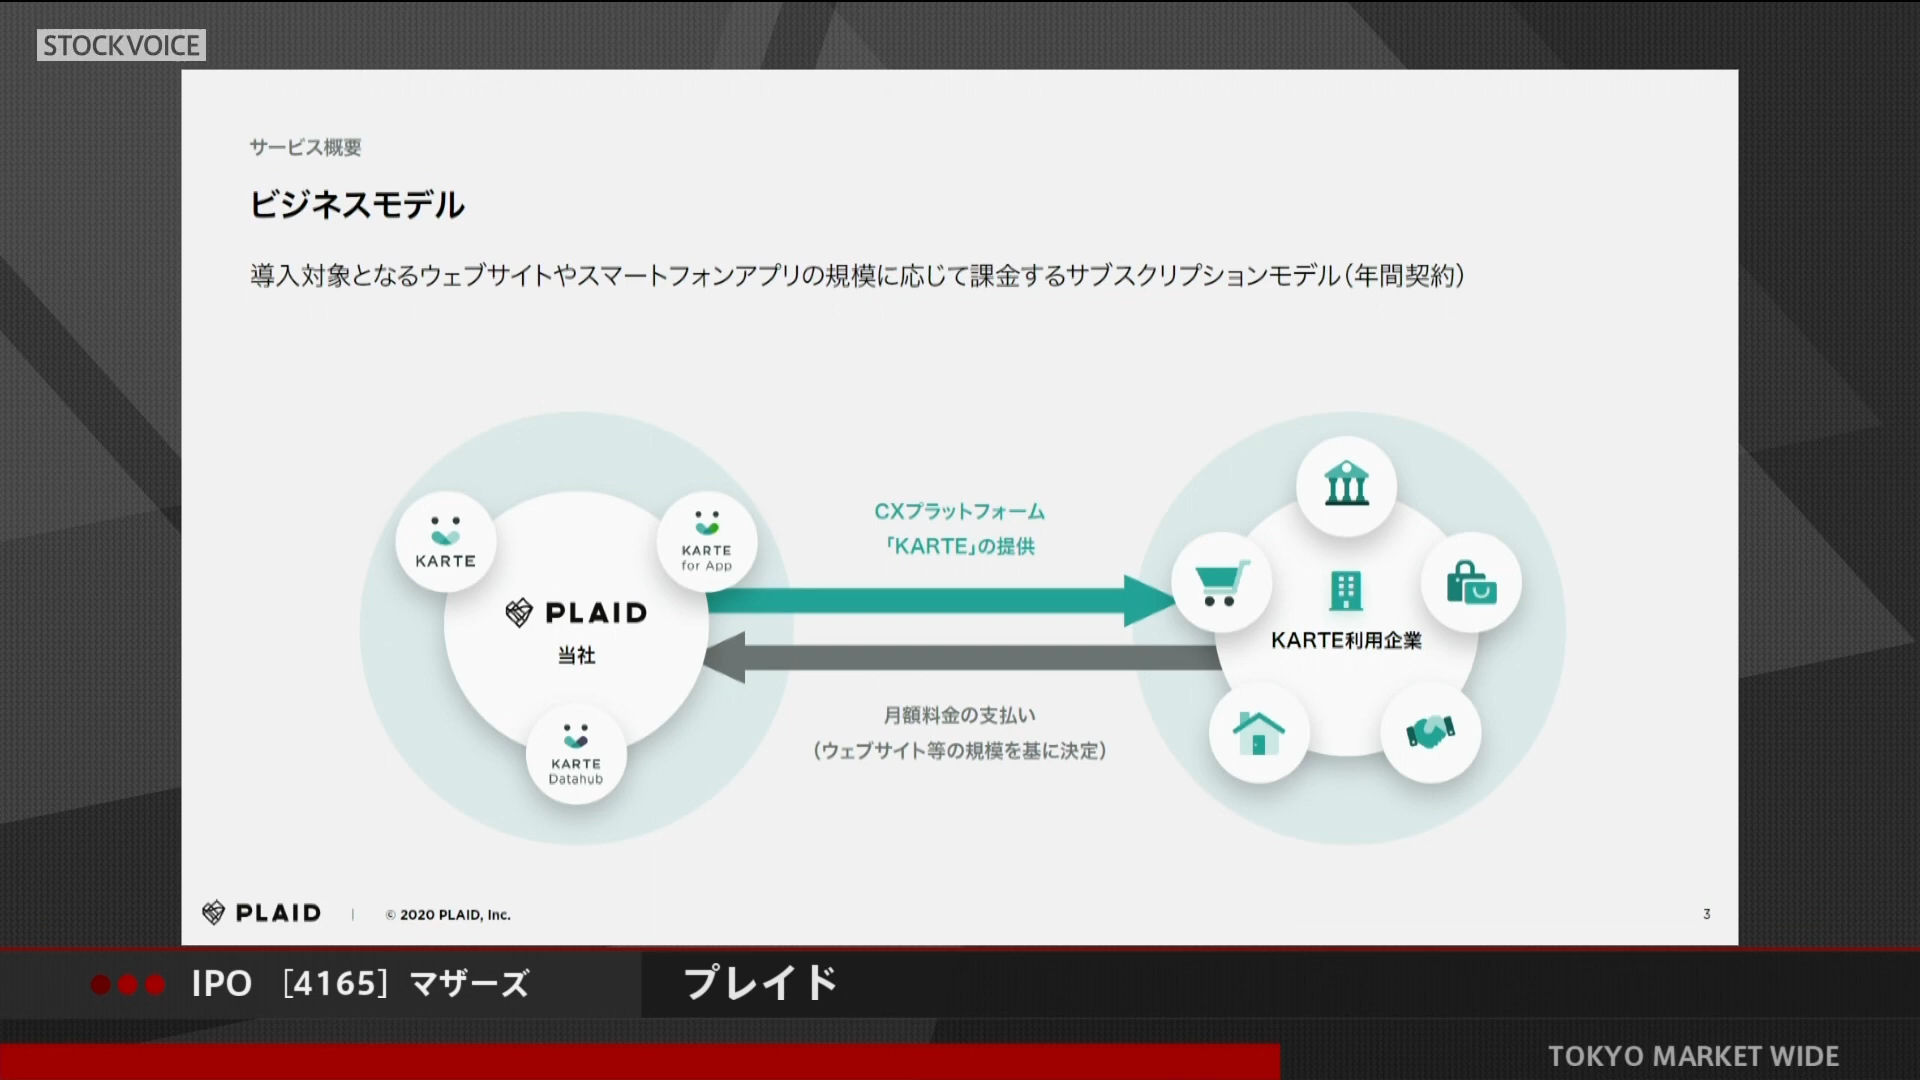 STOCKVOICE
サービス概要
ビジネスモデル
導入対象となるウェブサイトやスマートフォンアプリの規模に応じて課金するサブスクリプションモデル(年間契約)
KARTE
KARTE
for App
PLAID
当社
KARTE
Datahub
CXプラットフォーム
「KARTE」の提供
月額料金の支払い
(ウェブサイト等の規模を基に決定)
KARTE利用企業
PLAID | © 2020 PLAID, Inc.
3
IPO [4165] マザーズ
プレイド
TOKYO MARKET WIDE